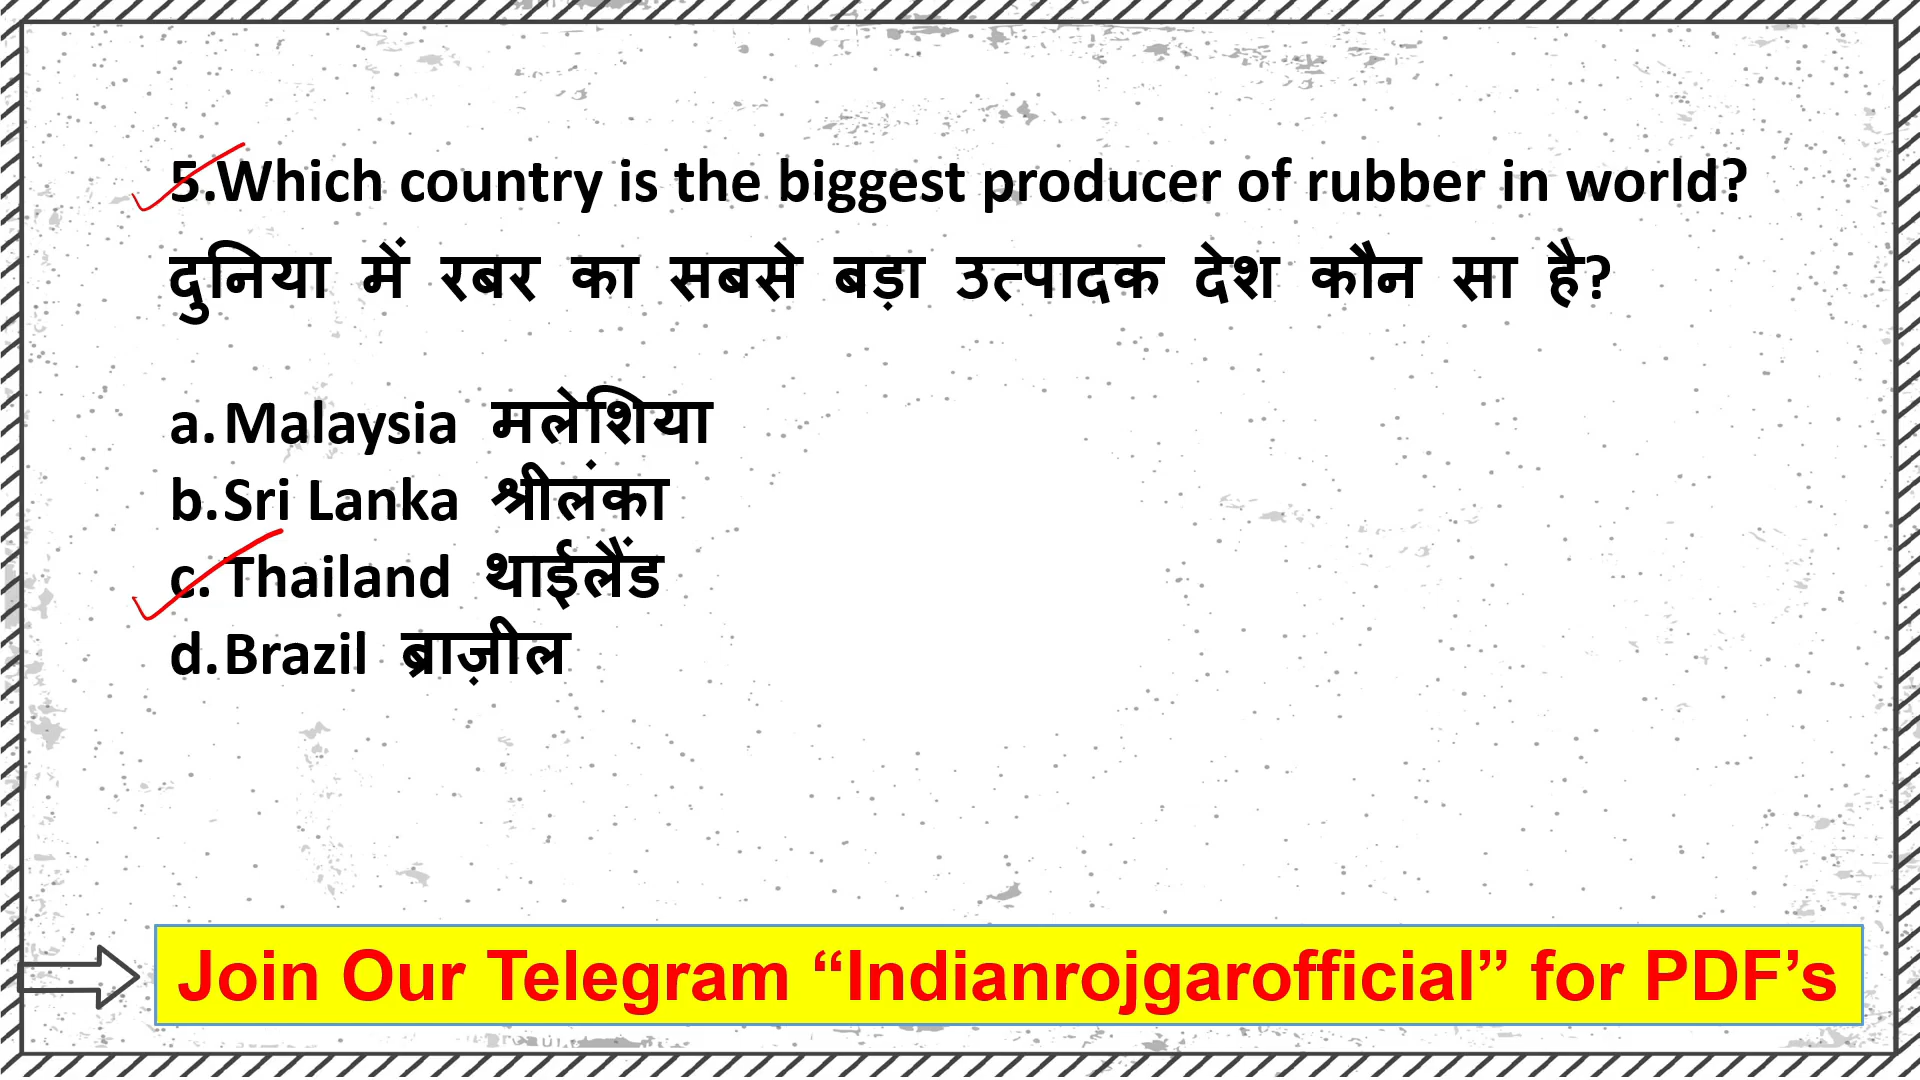 5.Which country is the biggest producer of rubber in world?
दुनिया में रबर का सबसे बड़ा उत्पादक देश कौन सा है?
a. Malaysia मलेशिया
b. Sri Lanka श्रीलंका
c. Thailand थाईलैंड
d. Brazil ब्राज़ील
Join Our Telegram “Indianrojgarofficial” for PDF’s